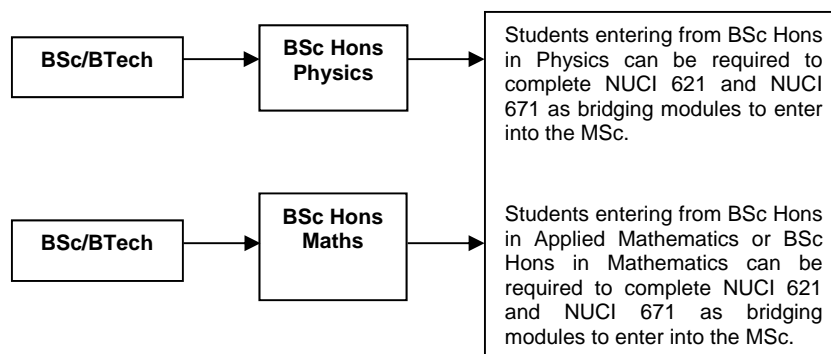 BSc/BTech
BSc Hons
Physics
Students entering from BSc Hons
in Physics can be required to
complete NUCI 621 and NUCI
671 as bridging modules to enter
into the MSc.
BSc/BTech
BSc Hons
Maths
Students entering from BSc Hons
in Applied Mathematics or BSc
Hons in Mathematics can be
required to complete NUCI 621
and NUCI 671 as bridging
modules to enter into the MSc.